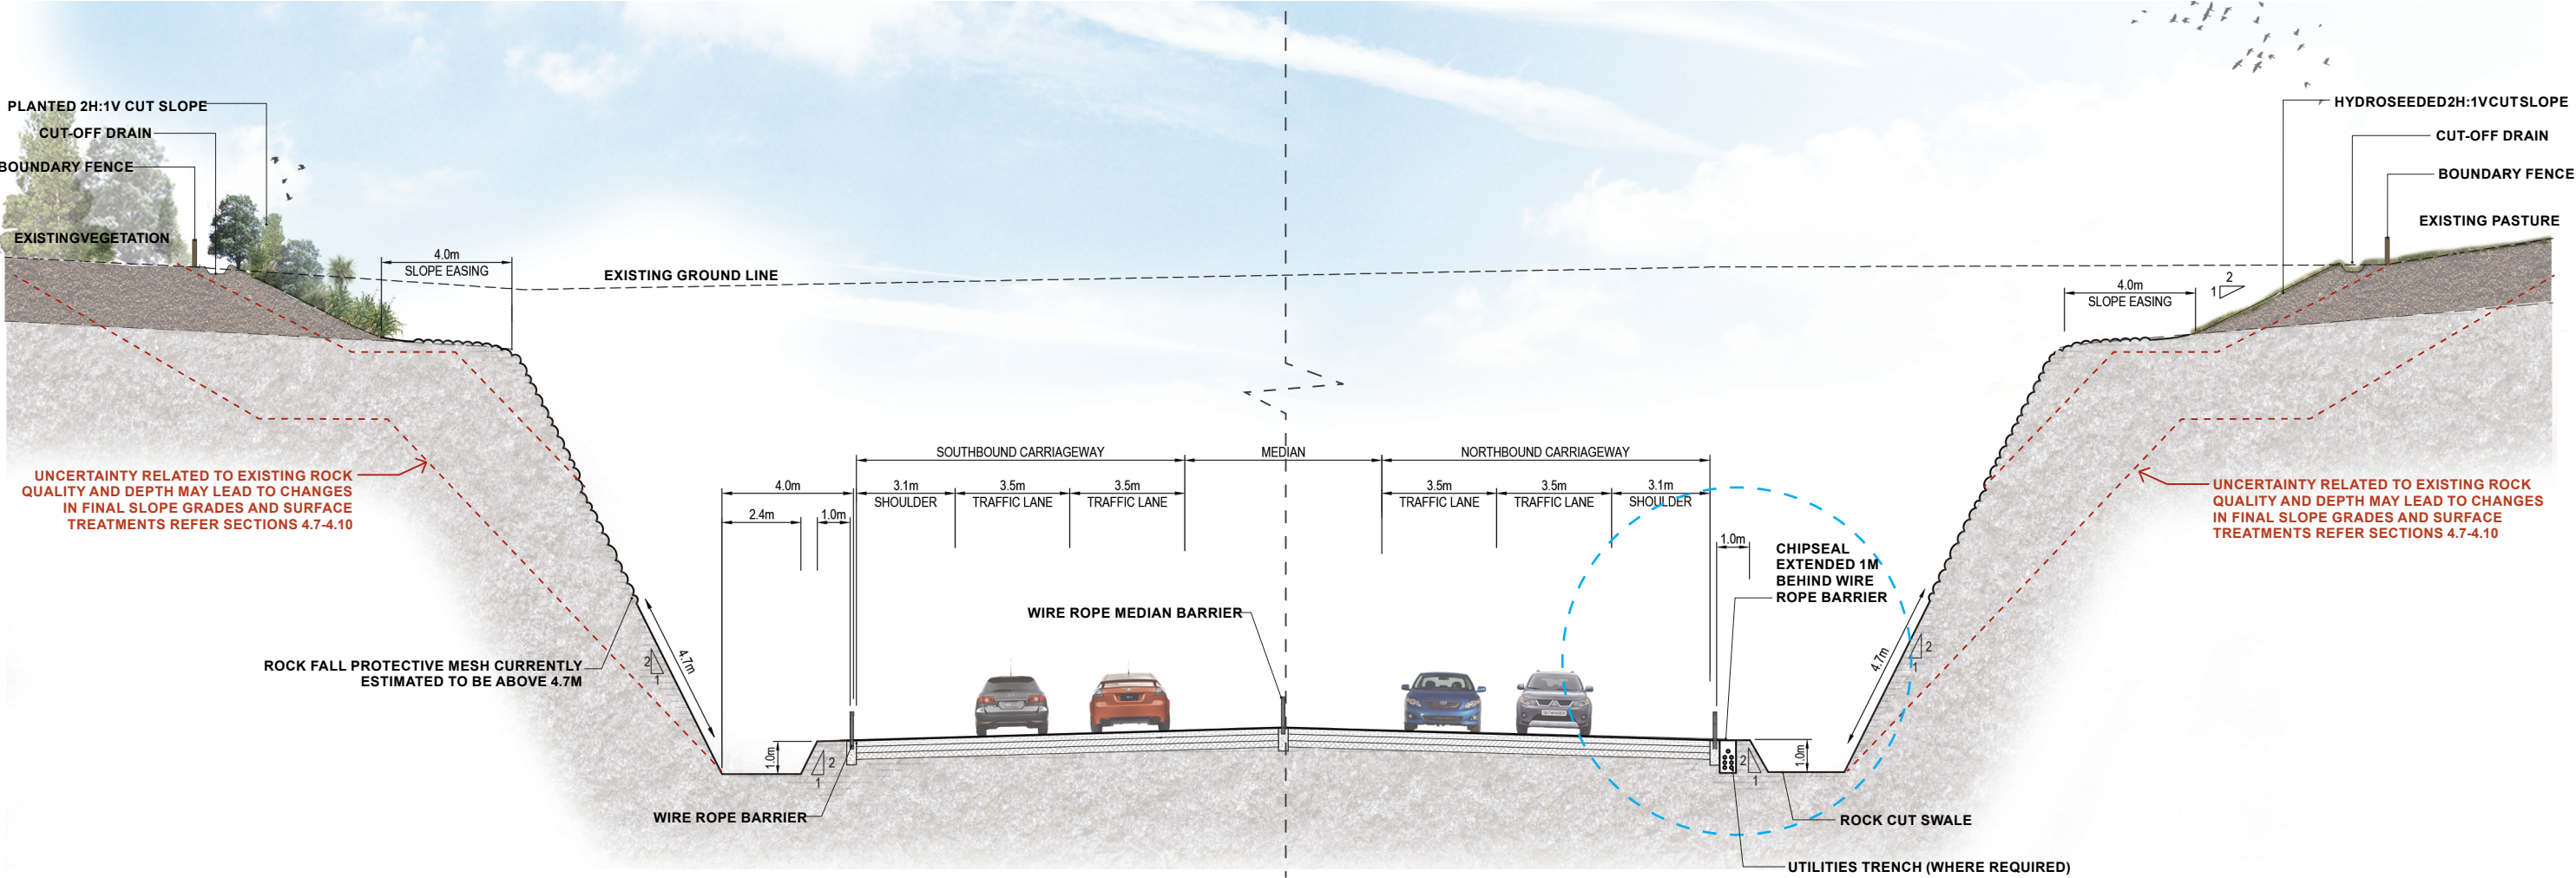 PLANTED 2H:1V CUT SLOPE
CUT-OFF DRAIN
BOUNDARY FENCE
EXISTINGVEGETATION
4.0m
SLOPE EASING
EXISTING GROUND LINE
HYDROSEEDED2H:1VCUTSLOPE
CUT-OFF DRAIN
BOUNDARY FENCE
EXISTING PASTURE
4.0m
SLOPE EASING
2
1
UNCERTAINTY RELATED TO EXISTING ROCK
QUALITY AND DEPTH MAY LEAD TO CHANGES
IN FINAL SLOPE GRADES AND SURFACE
TREATMENTS REFER SECTIONS 4.7-4.10
SOUTHBOUND CARRIAGEWAY
MEDIAN
NORTHBOUND CARRIAGEWAY
4.0m
3.1m
SHOULDER
3.5m
TRAFFIC LANE
3.5m
TRAFFIC LANE
3.5m
TRAFFIC LANE
3.5m
TRAFFIC LANE
3.1m
SHOULDER
2.4m
1.0m
1.0m
CHIPSEAL
EXTENDED 1M
BEHIND WIRE
ROPE BARRIER
UNCERTAINTY RELATED TO EXISTING ROCK
QUALITY AND DEPTH MAY LEAD TO CHANGES
IN FINAL SLOPE GRADES AND SURFACE
TREATMENTS REFER SECTIONS 4.7-4.10
WIRE ROPE MEDIAN BARRIER
ROCK FALL PROTECTIVE MESH CURRENTLY
ESTIMATED TO BE ABOVE 4.7M
2
1
4.7m
4.7m
2
1
1.0m
2
1
2
1
1.0m
WIRE ROPE BARRIER
ROCK CUT SWALE
UTILITIES TRENCH (WHERE REQUIRED)